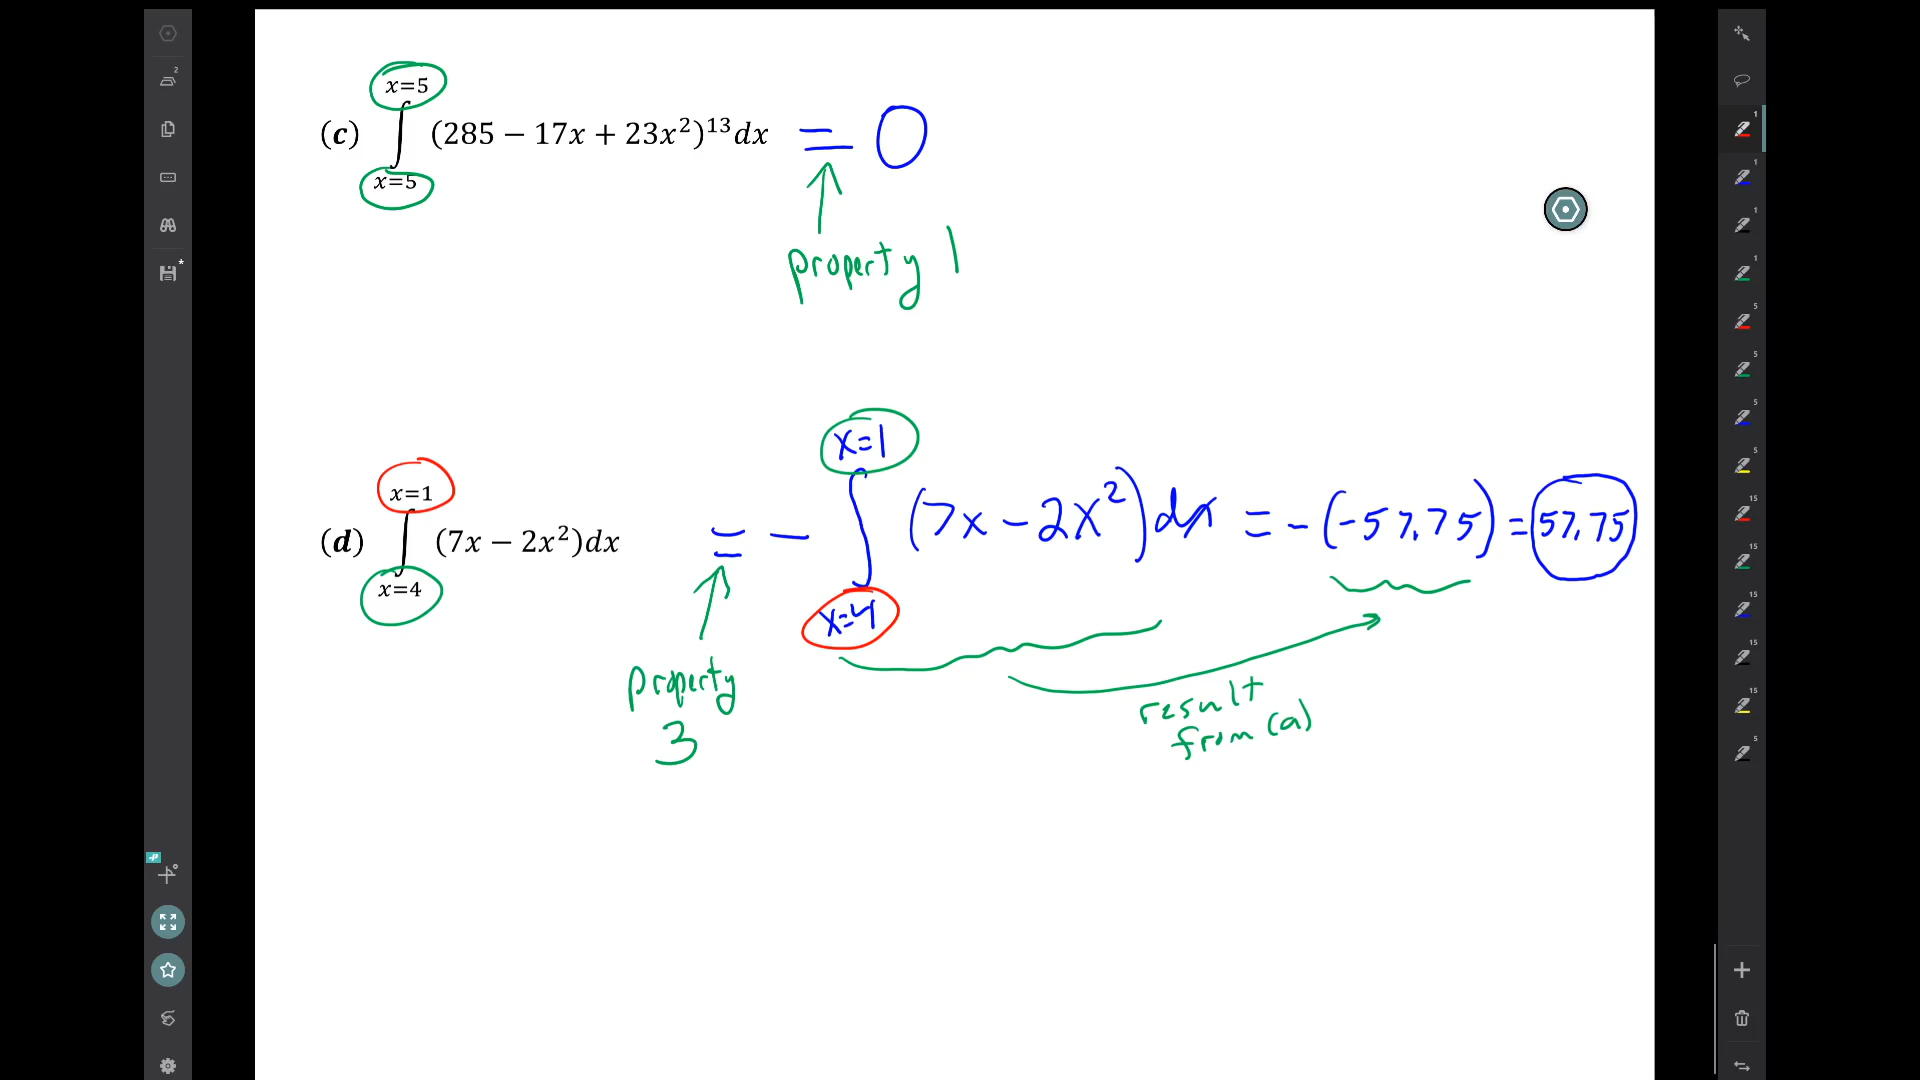 x=5
(c) ∫ (285 − 17x + 23x²)¹³dx = 0
x=5
property 1
x=1
(d) ∫ (7x − 2x²)dx
x=4
x=1
= − ∫ (7x − 2x²)dx = −(−57.75) = 57.75
x=4
property
3
result
from (a)